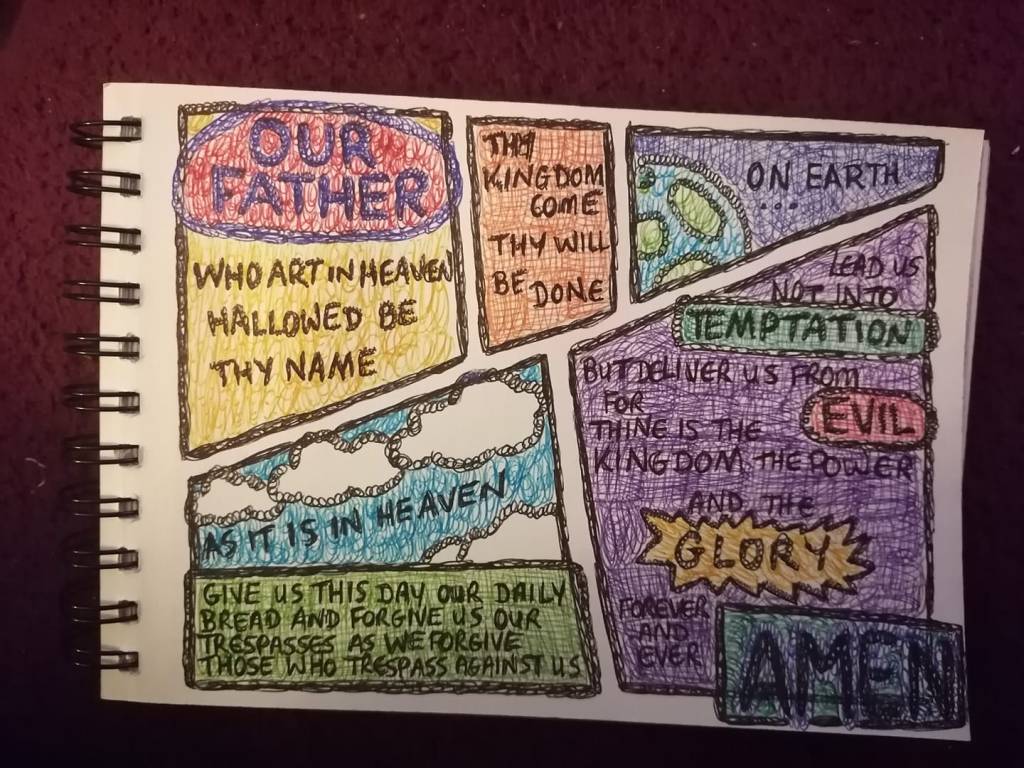 OUR
FATHER
WHO ART IN HEAVEN
HALLOWED BE
THY NAME
THY
KINGDOM
COME
THY WILL
BE DONE
ON EARTH
...
AS IT IS IN HEAVEN
GIVE US THIS DAY OUR DAILY
BREAD AND FORGIVE US OUR
TRESPASSES AS WE FORGIVE
THOSE WHO TRESPASS AGAINST US
LEAD US
NOT INTO
TEMPTATION
BUT DELIVER US FROM
EVIL
FOR
THINE IS THE
KINGDOM, THE POWER
AND THE
GLORY
FOREVER
AND
EVER
AMEN